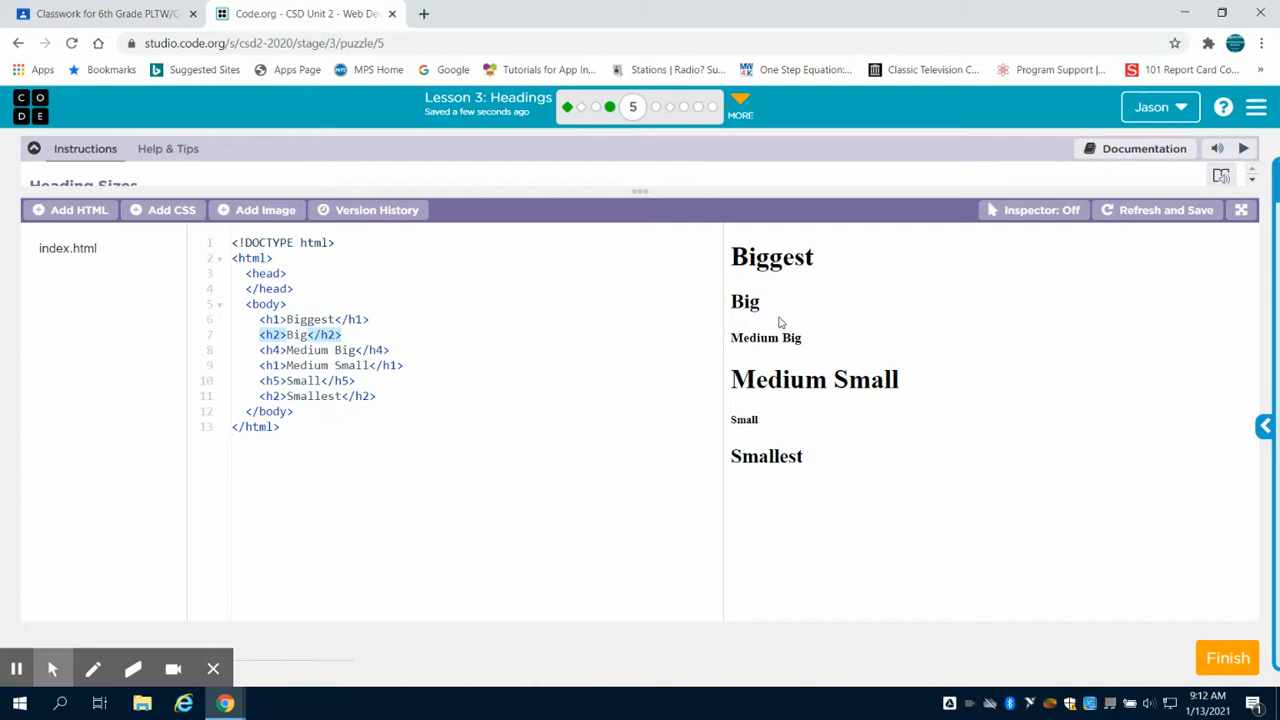 Classwork for 6th Grade PLTW/C
Code.org - CSD Unit 2 - Web De
studio.code.org/s/csd2-2020/stage/3/puzzle/5
Apps Bookmarks Suggested Sites Apps Page MPS Home Google Tutorials for App In... Stations | Radio? Su... One Step Equation:... Classic Television C... Program Support |... 101 Report Card Co... »
CODE
Lesson 3: Headings
Saved a few seconds ago
5
MORE
Jason
Instructions Help & Tips Documentation
Heading Sizes
Add HTML Add CSS Add Image Version History Inspector: Off Refresh and Save
index.html
1 <!DOCTYPE html>
2 <html>
3 <head>
4 </head>
5 <body>
6 <h1>Biggest</h1>
7 <h2>Big</h2>
8 <h4>Medium Big</h4>
9 <h1>Medium Small</h1>
10 <h5>Small</h5>
11 <h2>Smallest</h2>
12 </body>
13 </html>
Biggest
Big
Medium Big
Medium Small
Small
Smallest
Finish
9:12 AM
1/13/2021
1